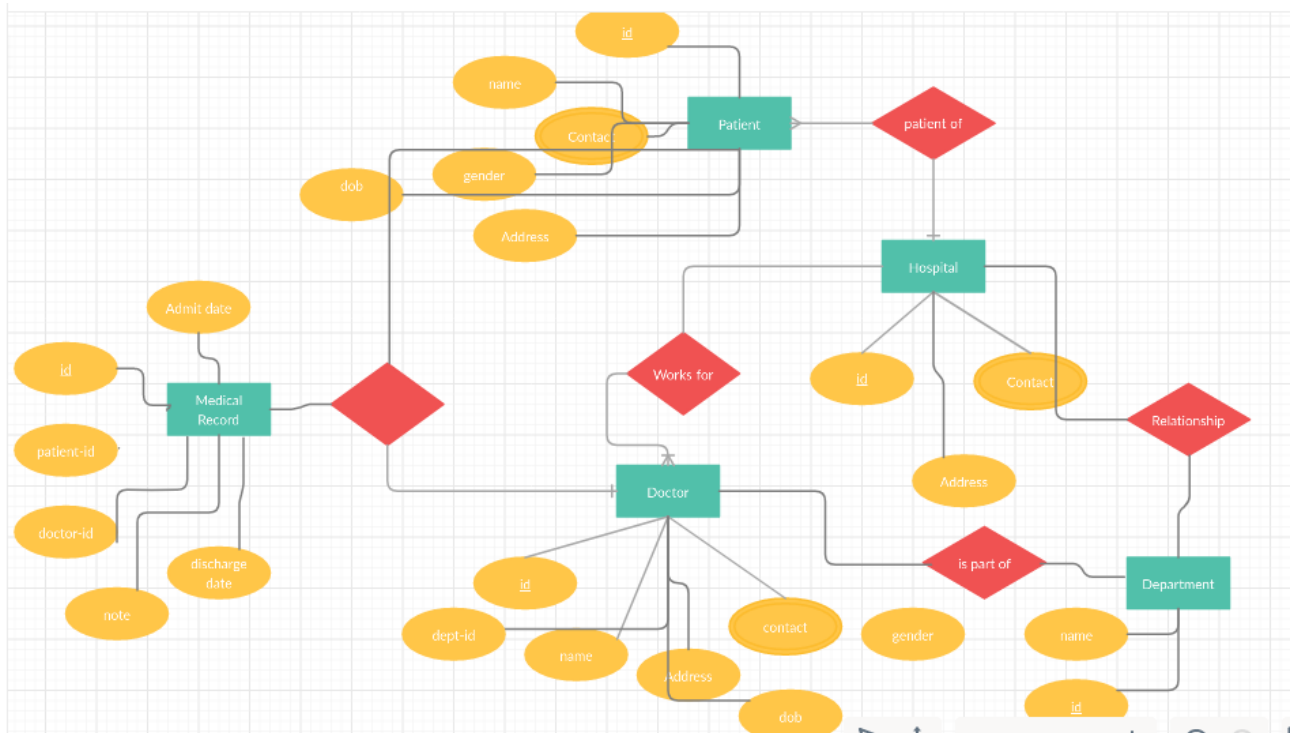 id
name
Patient
patient of
Contact
gender
dob
Address
Hospital
Admit date
id
Works for
id
Contact
Medical
Record
Relationship
patient-id
Address
Doctor
doctor-id
discharge
date
is part of
id
Department
note
dept-id
name
contact
gender
name
Address
id
dob